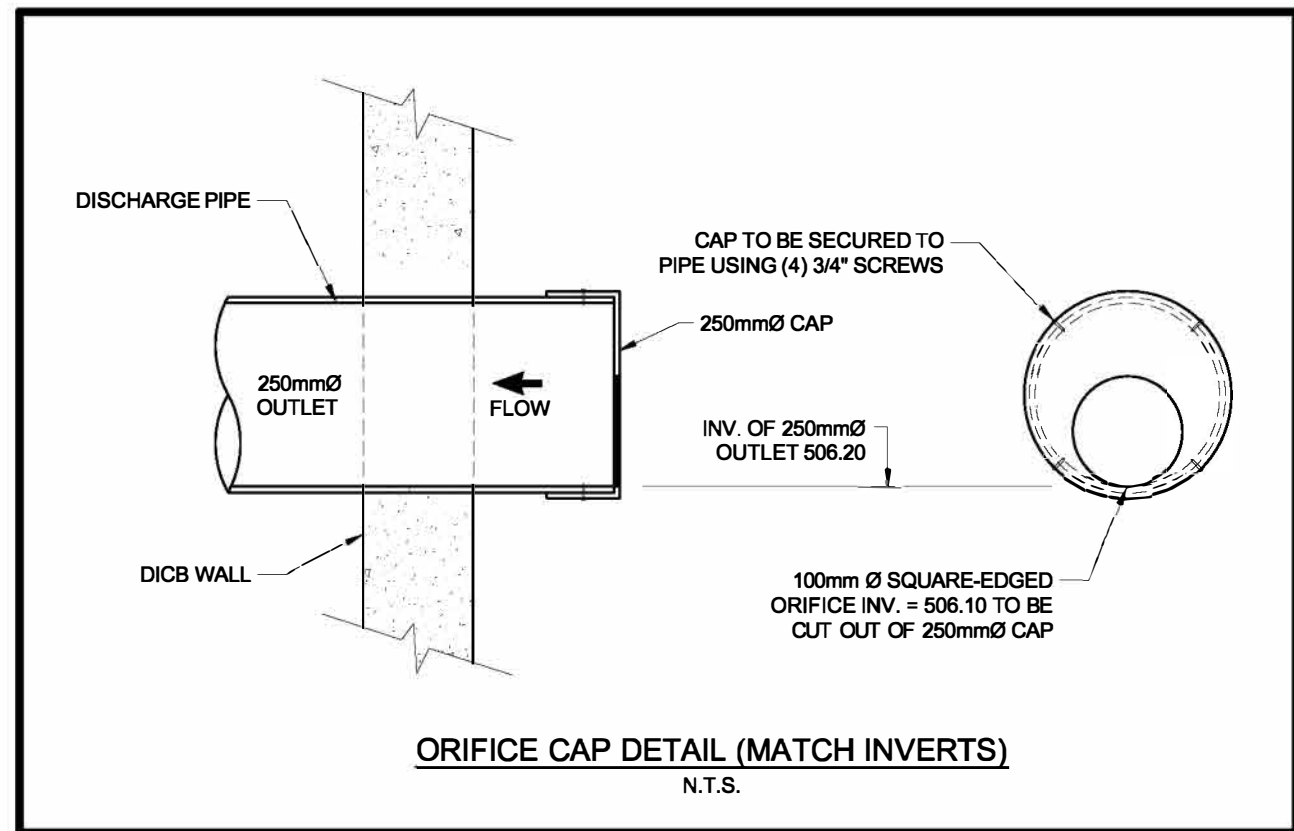 DISCHARGE PIPE
CAP TO BE SECURED TO
PIPE USING (4) 3/4" SCREWS
250mmØ CAP
250mmØ
OUTLET
FLOW
INV. OF 250mmØ
OUTLET 506.20
DICB WALL
100mm Ø SQUARE-EDGED
ORIFICE INV. = 506.10 TO BE
CUT OUT OF 250mmØ CAP
ORIFICE CAP DETAIL (MATCH INVERTS)
N.T.S.